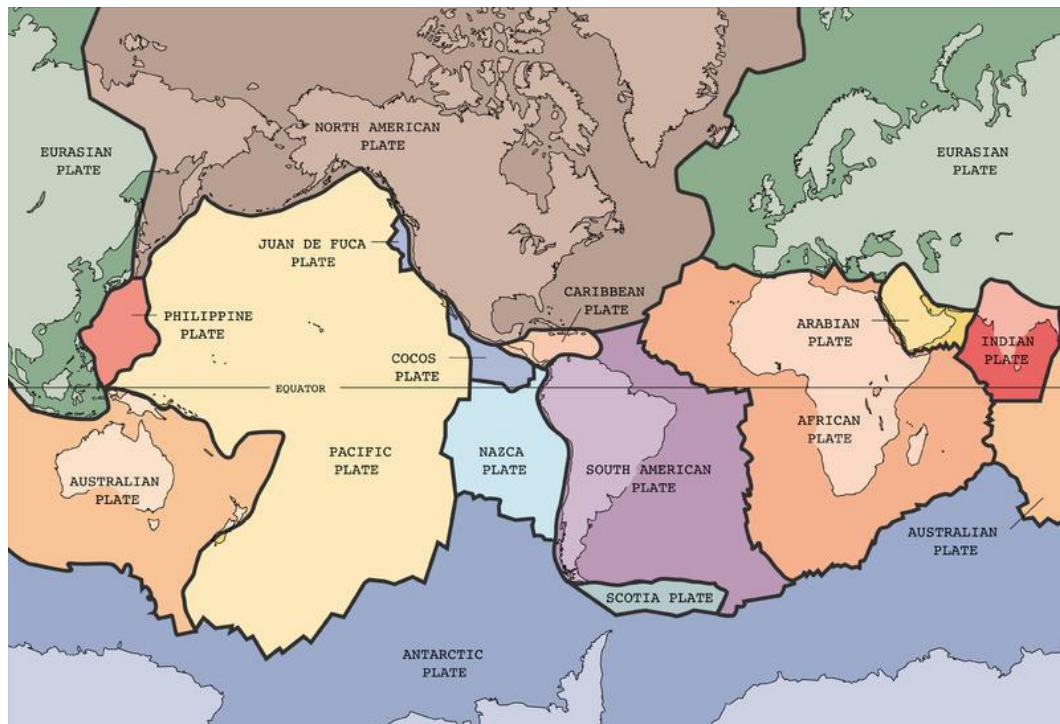 NORTH AMERICAN
PLATE
EURASIAN
PLATE
EURASIAN
PLATE
JUAN DE FUCA
PLATE
CARIBBEAN
PLATE
PHILIPPINE
PLATE
ARABIAN
PLATE
INDIAN
PLATE
COCOS
PLATE
EQUATOR
AFRICAN
PLATE
PACIFIC
PLATE
NAZCA
PLATE
SOUTH AMERICAN
PLATE
AUSTRALIAN
PLATE
AUSTRALIAN
PLATE
SCOTIA PLATE
ANTARCTIC
PLATE